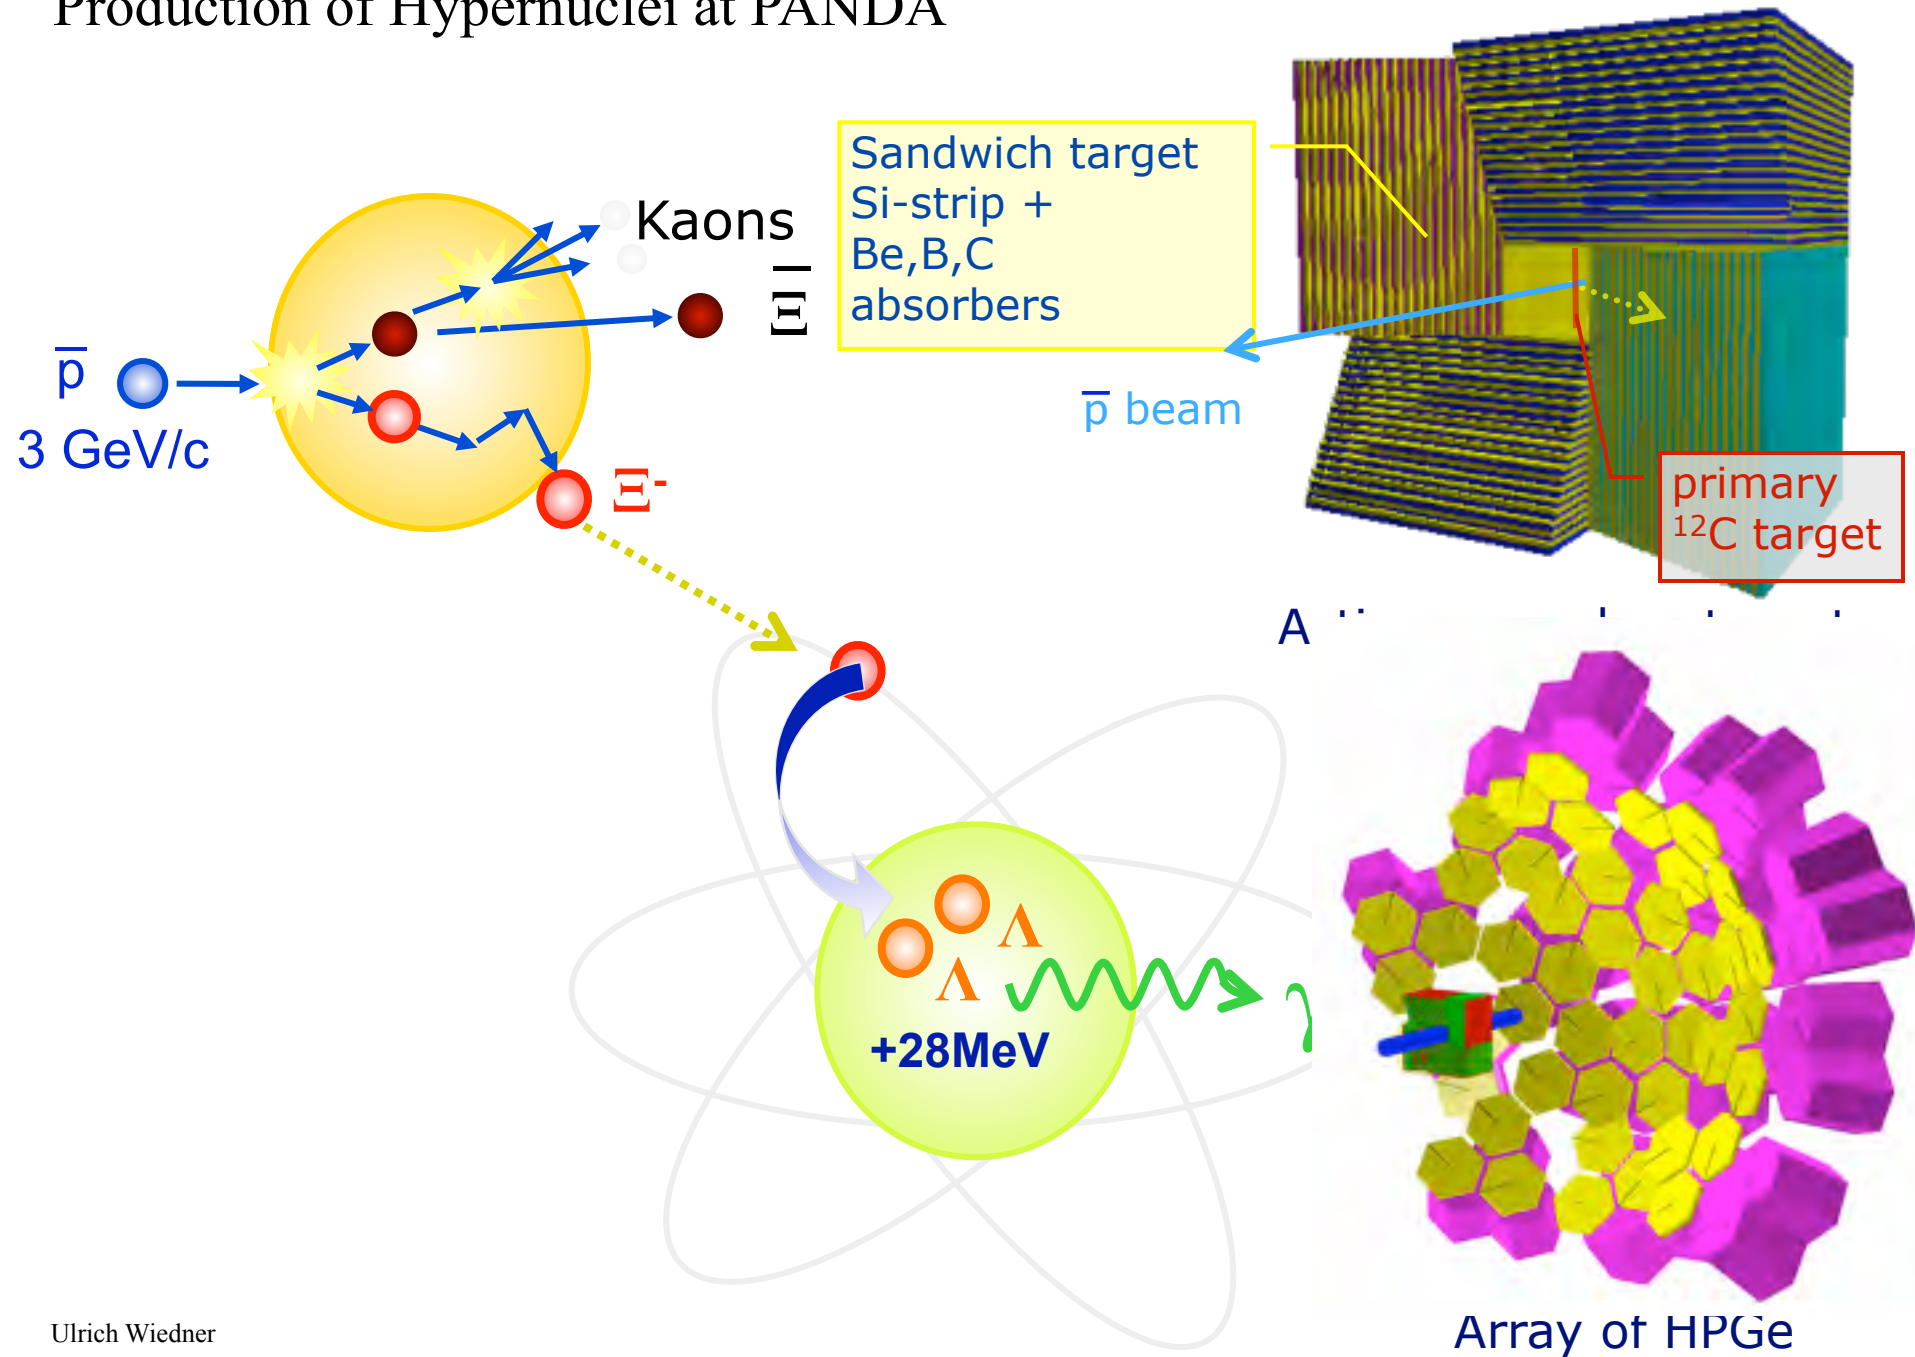 Production of Hypernuclei at PANDA
Sandwich target
Si-strip +
Be,B,C
absorbers
Kaons
Ξ̅
p̅
3 GeV/c
Ξ-
p̅ beam
primary
¹²C target
Λ
Λ
+28MeV
γ
Ulrich Wiedner
Array of HPGe